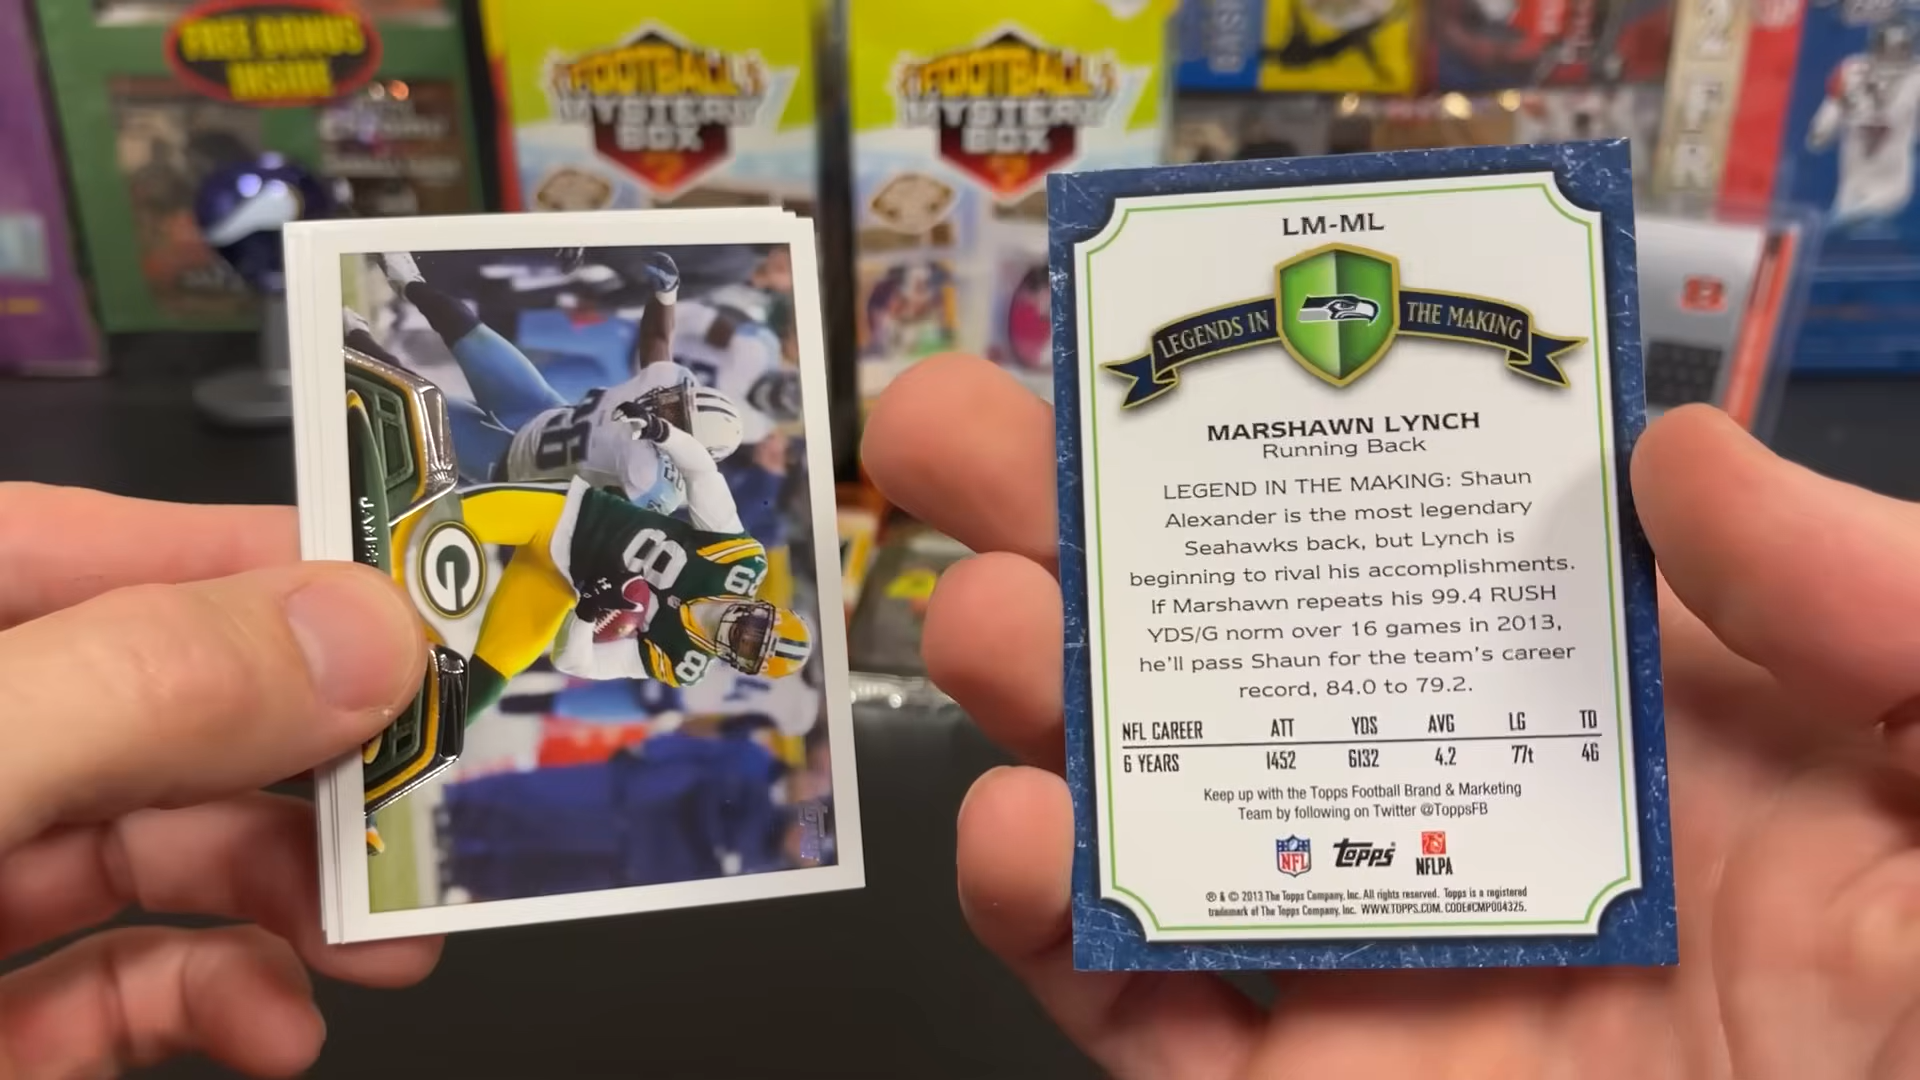 FREE BONUS
INSIDE
FOOTBALL
MYSTERY
BOX
FOOTBALL
MYSTERY
BOX
LM-ML
LEGENDS IN THE MAKING
MARSHAWN LYNCH
Running Back
LEGEND IN THE MAKING: Shaun
Alexander is the most legendary
Seahawks back, but Lynch is
beginning to rival his accomplishments.
If Marshawn repeats his 99.4 RUSH
YDS/G norm over 16 games in 2013,
he'll pass Shaun for the team's career
record, 84.0 to 79.2.
NFL CAREER ATT YDS AVG LG TD
6 YEARS 1452 6132 4.2 77t 46
Keep up with the Topps Football Brand & Marketing
Team by following on Twitter @ToppsFB
NFL Topps NFLPA
® & © 2013 The Topps Company, Inc. All rights reserved. Topps is a registered
trademark of The Topps Company, Inc. WWW.TOPPS.COM. CODE#CMP004325.
G
26
89